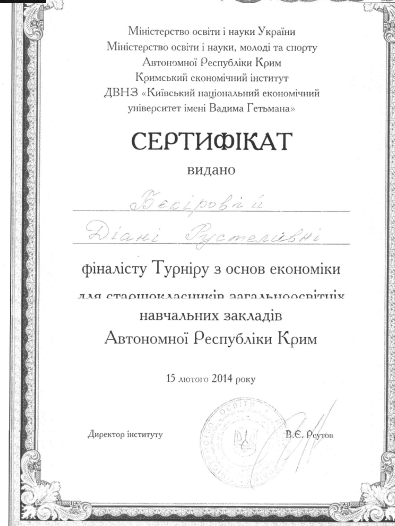 Міністерство освіти і науки України
Міністерство освіти і науки, молоді та спорту
Автономної Республіки Крим
Кримський економічний інститут
ДВНЗ «Київський національний економічний
університет імені Вадима Гетьмана»
СЕРТИФІКАТ
видано
Бекіровій
Діані Рустемівні
фіналісту Турніру з основ економіки
для старшокласників загальноосвітніх
навчальних закладів
Автономної Республіки Крим
15 лютого 2014 року
Директор інституту В.Є. Реутов